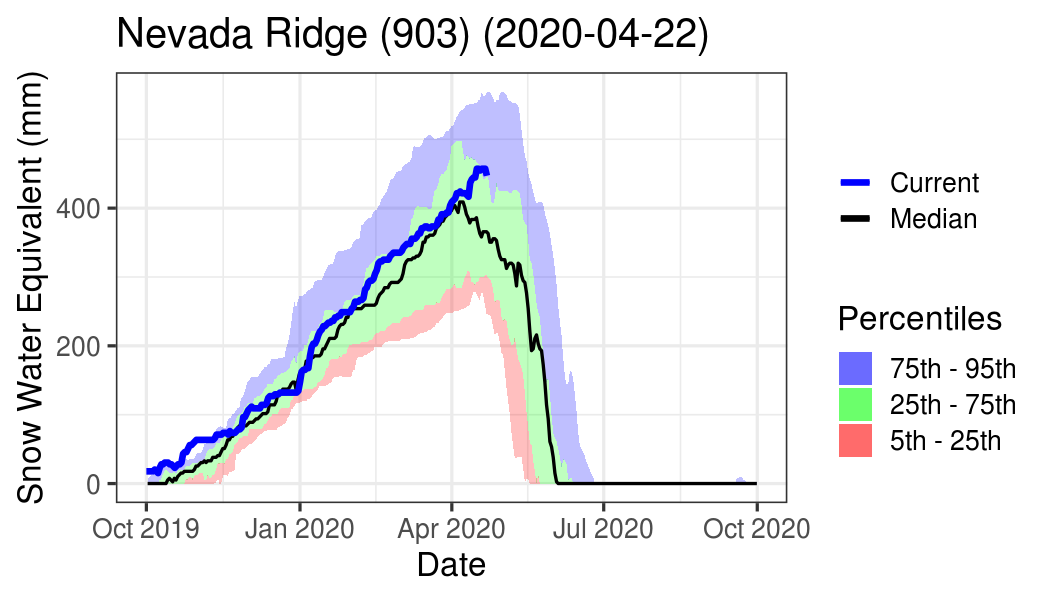 Nevada Ridge (903) (2020-04-22)
Snow Water Equivalent (mm)
400
200
0
Oct 2019 Jan 2020 Apr 2020 Jul 2020 Oct 2020
Date
Current
Median
Percentiles
75th - 95th
25th - 75th
5th - 25th